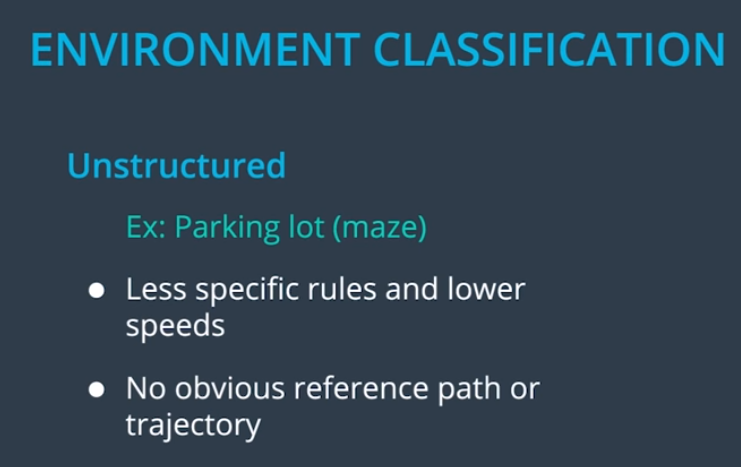 ENVIRONMENT CLASSIFICATION
Unstructured
Ex: Parking lot (maze)
● Less specific rules and lower
speeds
● No obvious reference path or
trajectory